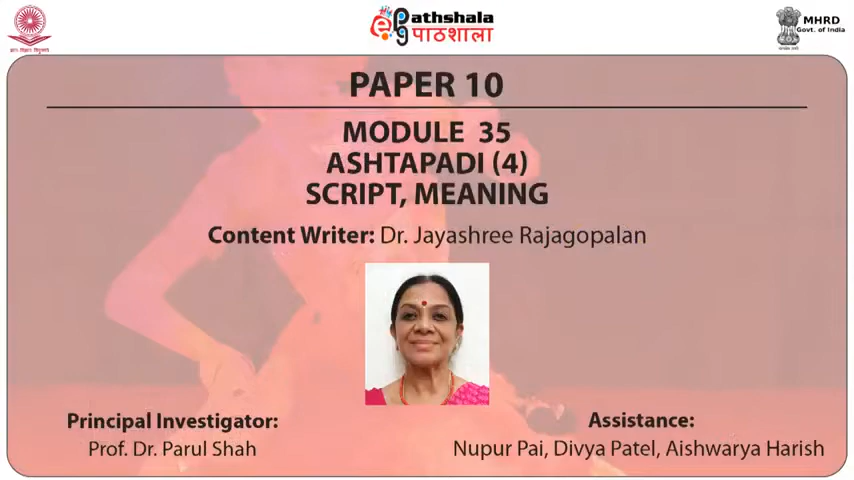 Pathshala
पाठशाला
MHRD
Govt. of India
PAPER 10
MODULE 35
ASHTAPADI (4)
SCRIPT, MEANING
Content Writer: Dr. Jayashree Rajagopalan
Principal Investigator:
Prof. Dr. Parul Shah
Assistance:
Nupur Pai, Divya Patel, Aishwarya Harish